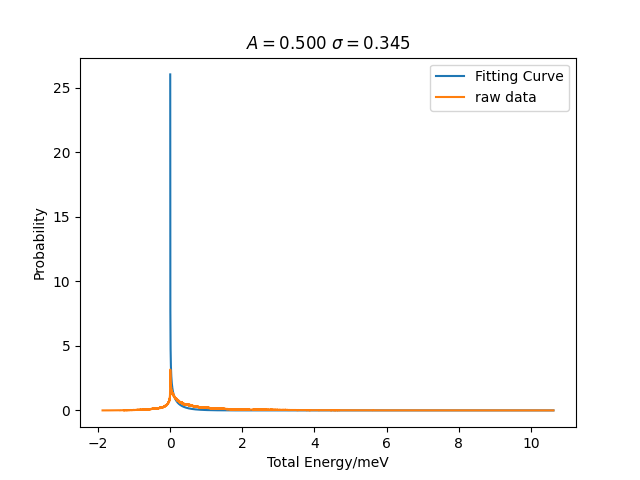 A = 0.500 σ = 0.345
Fitting Curve
raw data
Probability
25
20
15
10
5
0
−2 0 2 4 6 8 10
Total Energy/meV